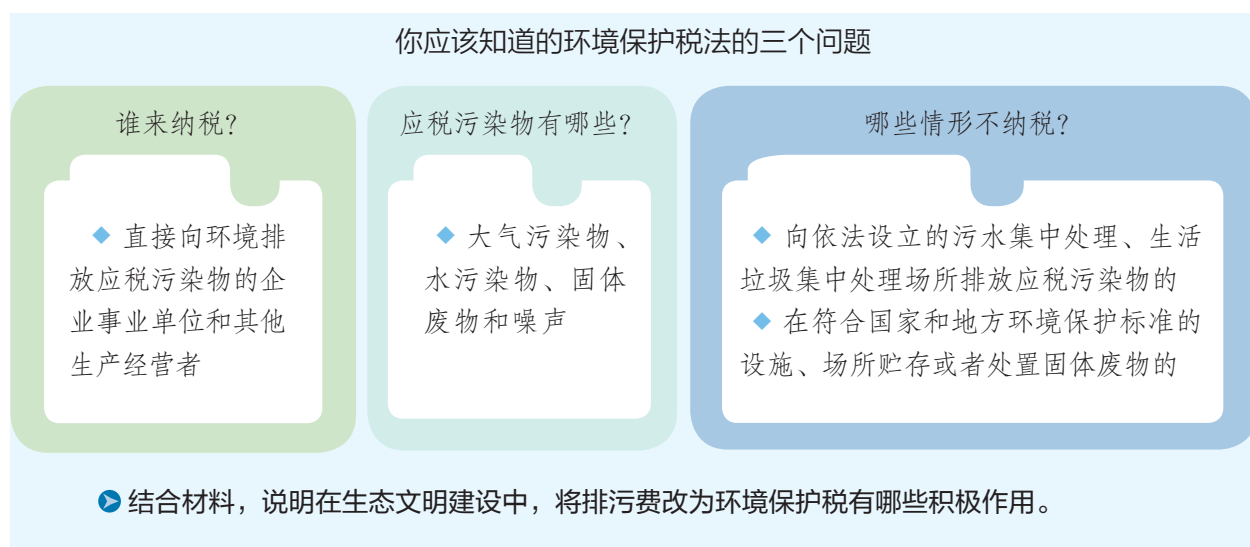 你应该知道的环境保护税法的三个问题
谁来纳税？
◆ 直接向环境排
放应税污染物的企
业事业单位和其他
生产经营者
应税污染物有哪些？
◆ 大气污染物、
水污染物、固体
废物和噪声
哪些情形不纳税？
◆ 向依法设立的污水集中处理、生活
垃圾集中处理场所排放应税污染物的
◆ 在符合国家和地方环境保护标准的
设施、场所贮存或者处置固体废物的
结合材料，说明在生态文明建设中，将排污费改为环境保护税有哪些积极作用。